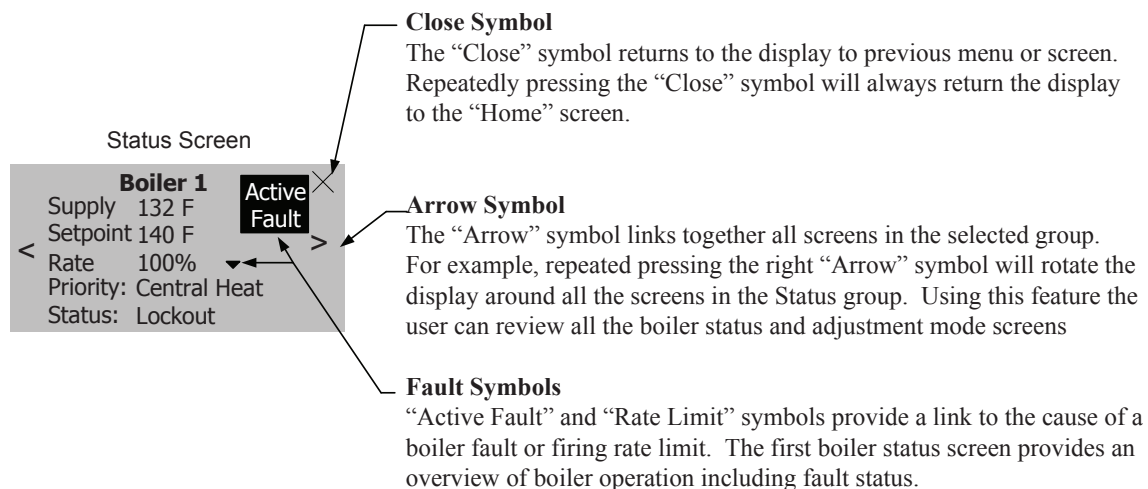 Close Symbol
The “Close” symbol returns to the display to previous menu or screen.
Repeatedly pressing the “Close” symbol will always return the display
to the “Home” screen.
Status Screen
Boiler 1
Active
Fault
Supply 132 F
Setpoint 140 F
< >
Rate 100%
Priority: Central Heat
Status: Lockout
Arrow Symbol
The “Arrow” symbol links together all screens in the selected group.
For example, repeated pressing the right “Arrow” symbol will rotate the
display around all the screens in the Status group.  Using this feature the
user can review all the boiler status and adjustment mode screens
Fault Symbols
“Active Fault” and “Rate Limit” symbols provide a link to the cause of a
boiler fault or firing rate limit.  The first boiler status screen provides an
overview of boiler operation including fault status.